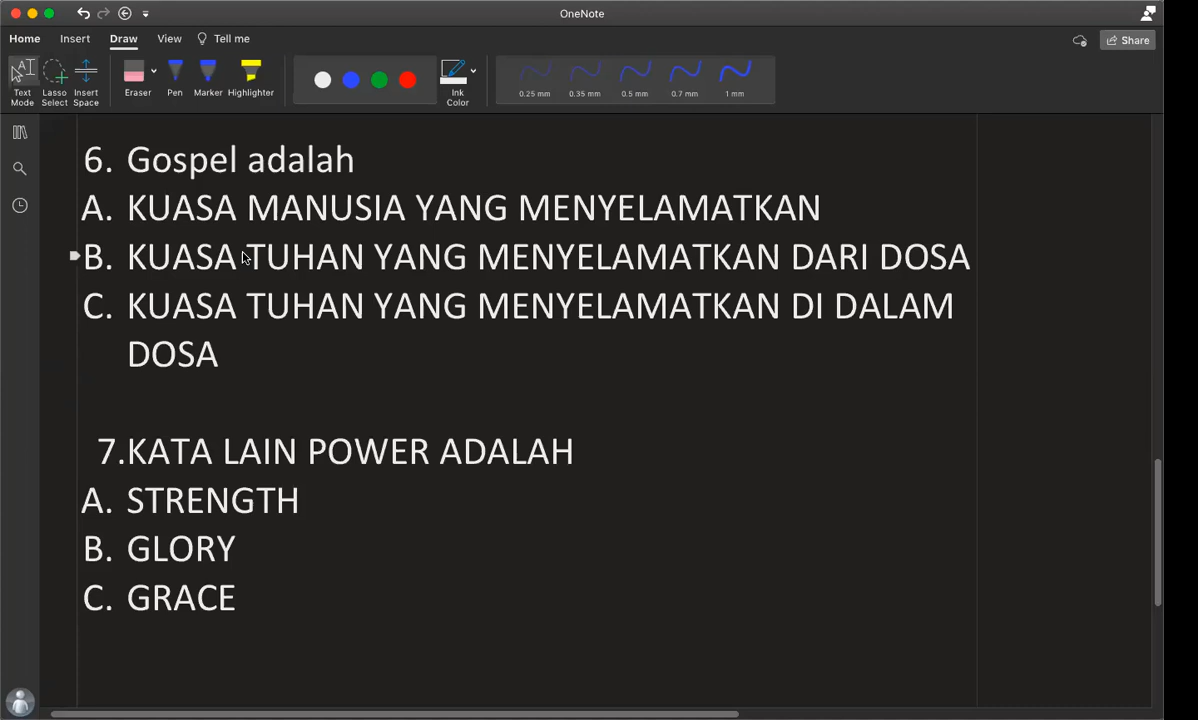 OneNote
Home Insert Draw View Tell me
Share
Text Mode
Lasso Select
Insert Space
Eraser
Pen
Marker
Highlighter
Ink Color
0.25 mm 0.35 mm 0.5 mm 0.7 mm 1 mm
6. Gospel adalah
A. KUASA MANUSIA YANG MENYELAMATKAN
B. KUASA TUHAN YANG MENYELAMATKAN DARI DOSA
C. KUASA TUHAN YANG MENYELAMATKAN DI DALAM
DOSA
7.KATA LAIN POWER ADALAH
A. STRENGTH
B. GLORY
C. GRACE